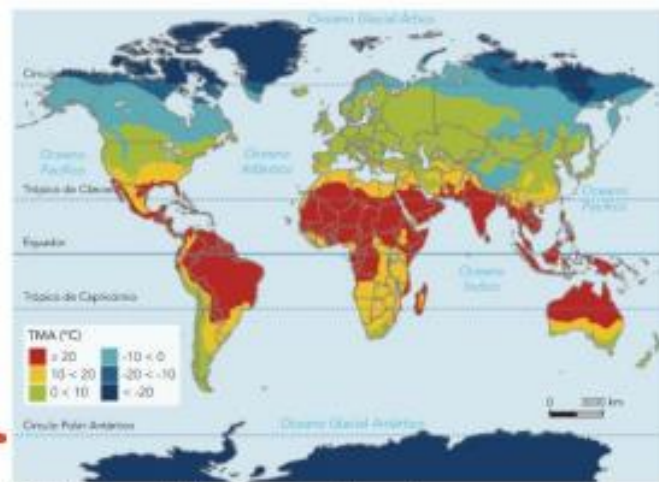 Oceano Glacial Ártico
Oceano
Pacífico
Oceano
Atlântico
Oceano
Pacífico
Trópico de Câncer
Equador
Oceano
Índico
Trópico de Capricórnio
TMA (°C)
≥ 20
10 < 20
0 < 10
-10 < 0
-20 < -10
< -20
0 3000 km
Círculo Polar Antártico
Oceano Glacial Antártico